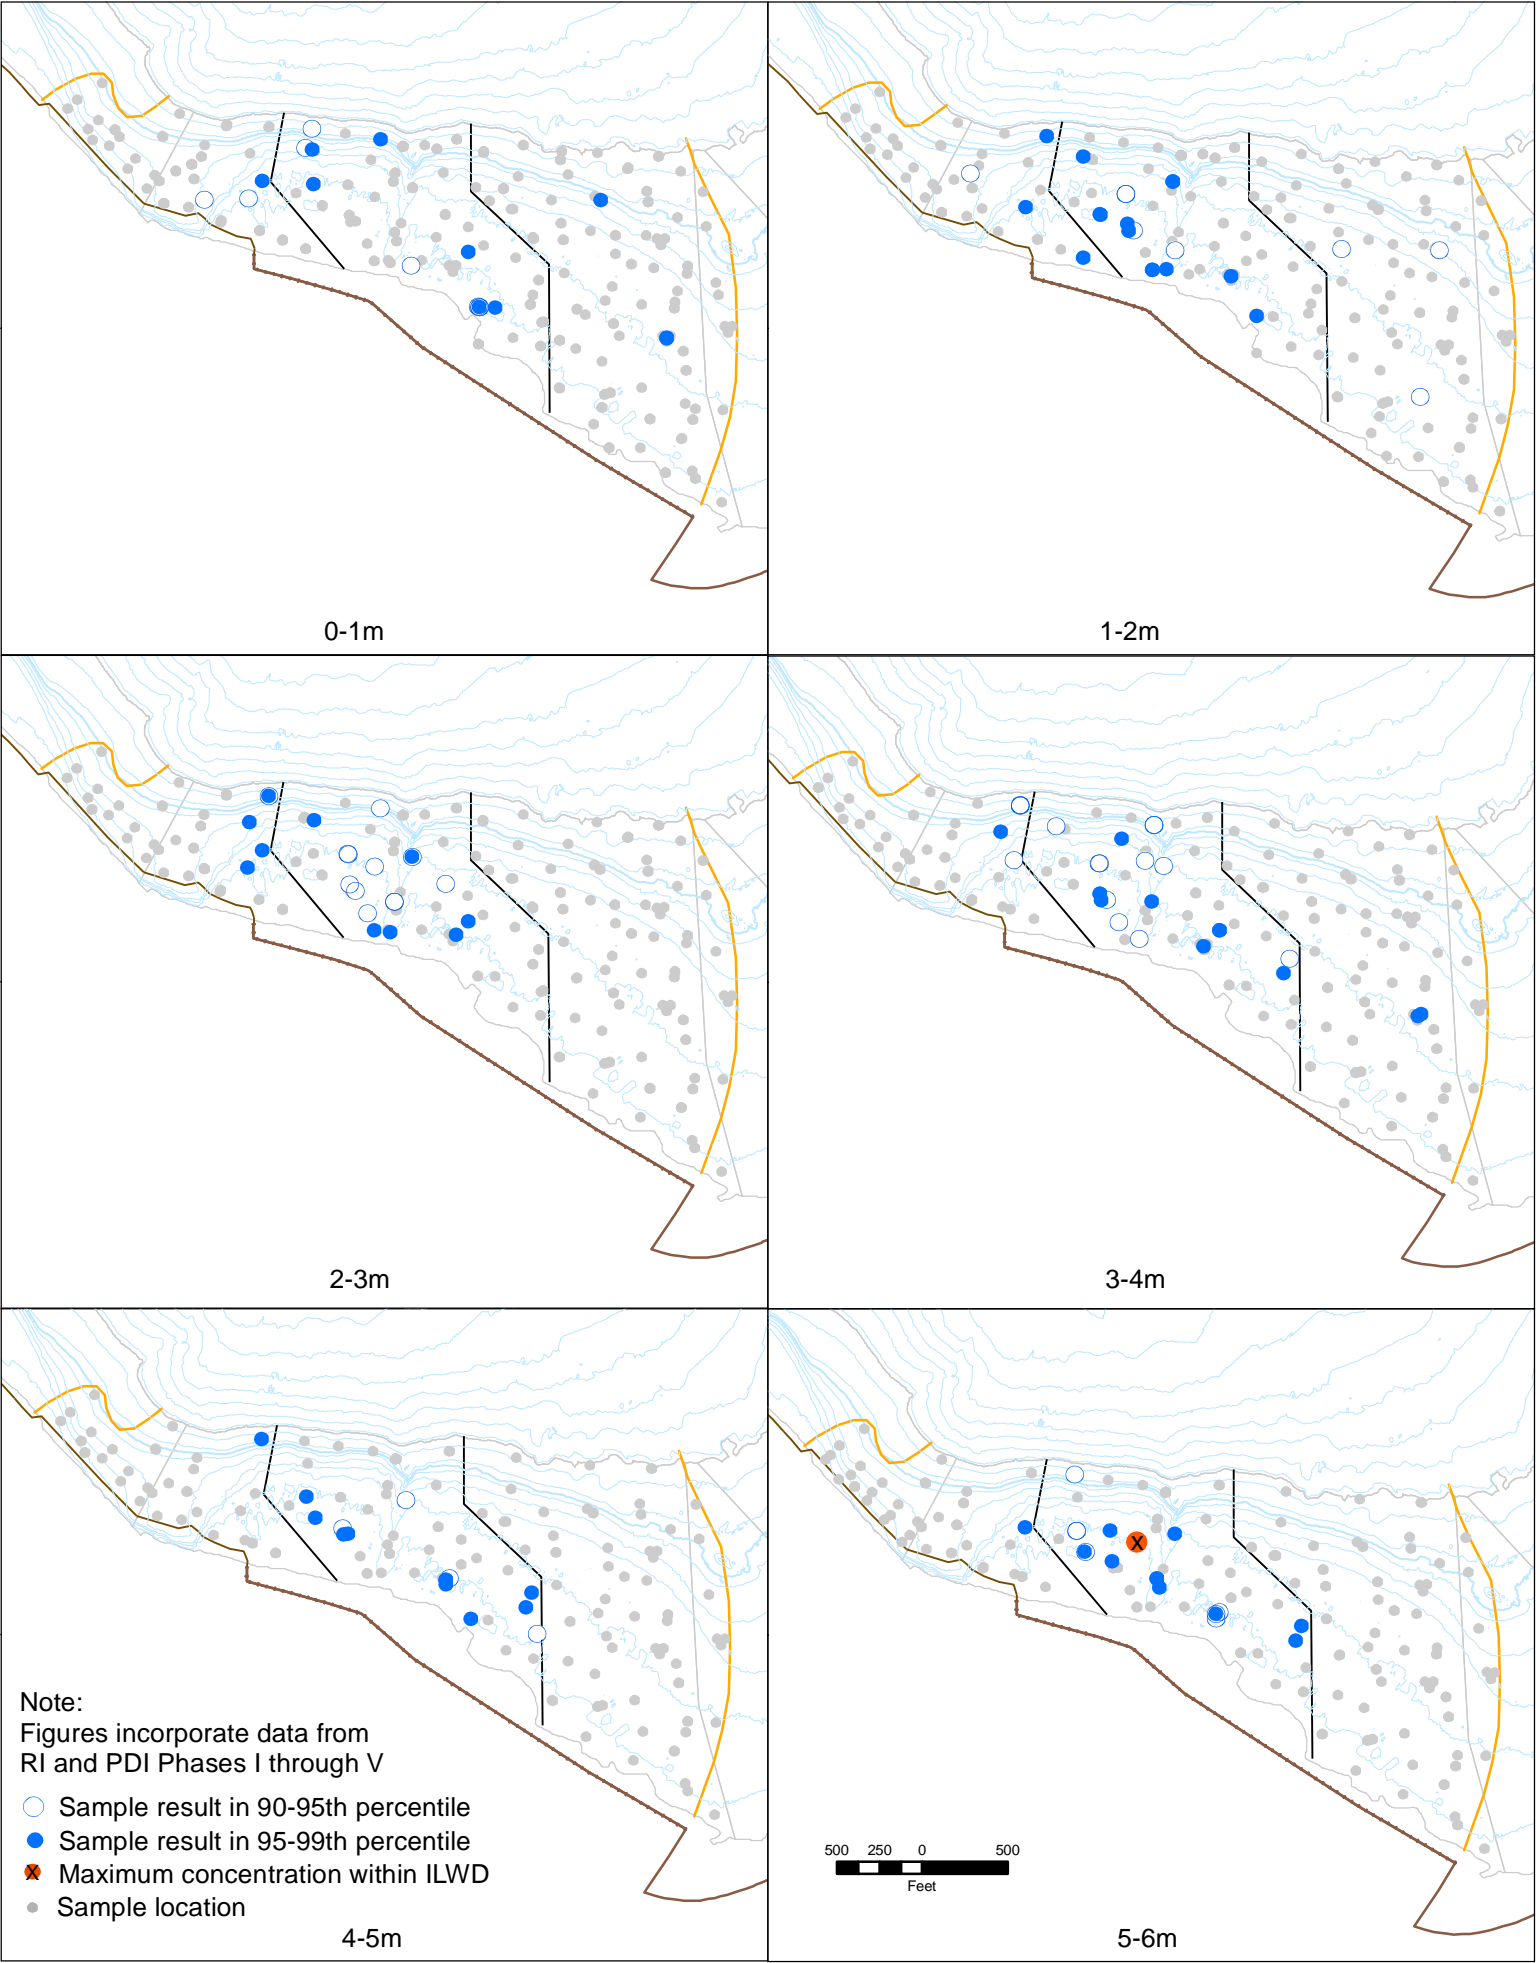 0-1m
1-2m
2-3m
3-4m
Note:
Figures incorporate data from
RI and PDI Phases I through V
Sample result in 90-95th percentile
Sample result in 95-99th percentile
X Maximum concentration within ILWD
Sample location
4-5m
X
500 250 0 500
Feet
5-6m